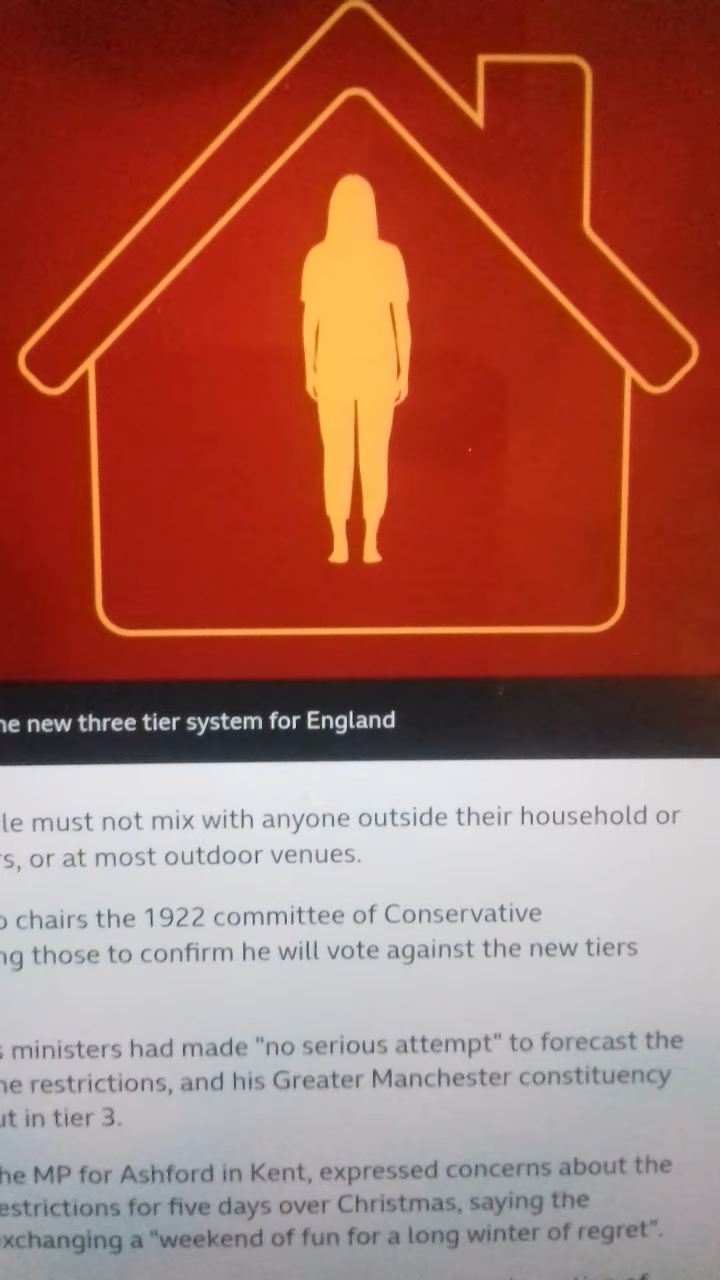 he new three tier system for England
le must not mix with anyone outside their household or
s, or at most outdoor venues.
o chairs the 1922 committee of Conservative
ng those to confirm he will vote against the new tiers
s ministers had made "no serious attempt" to forecast the
he restrictions, and his Greater Manchester constituency
ut in tier 3.
he MP for Ashford in Kent, expressed concerns about the
estrictions for five days over Christmas, saying the
xchanging a "weekend of fun for a long winter of regret".